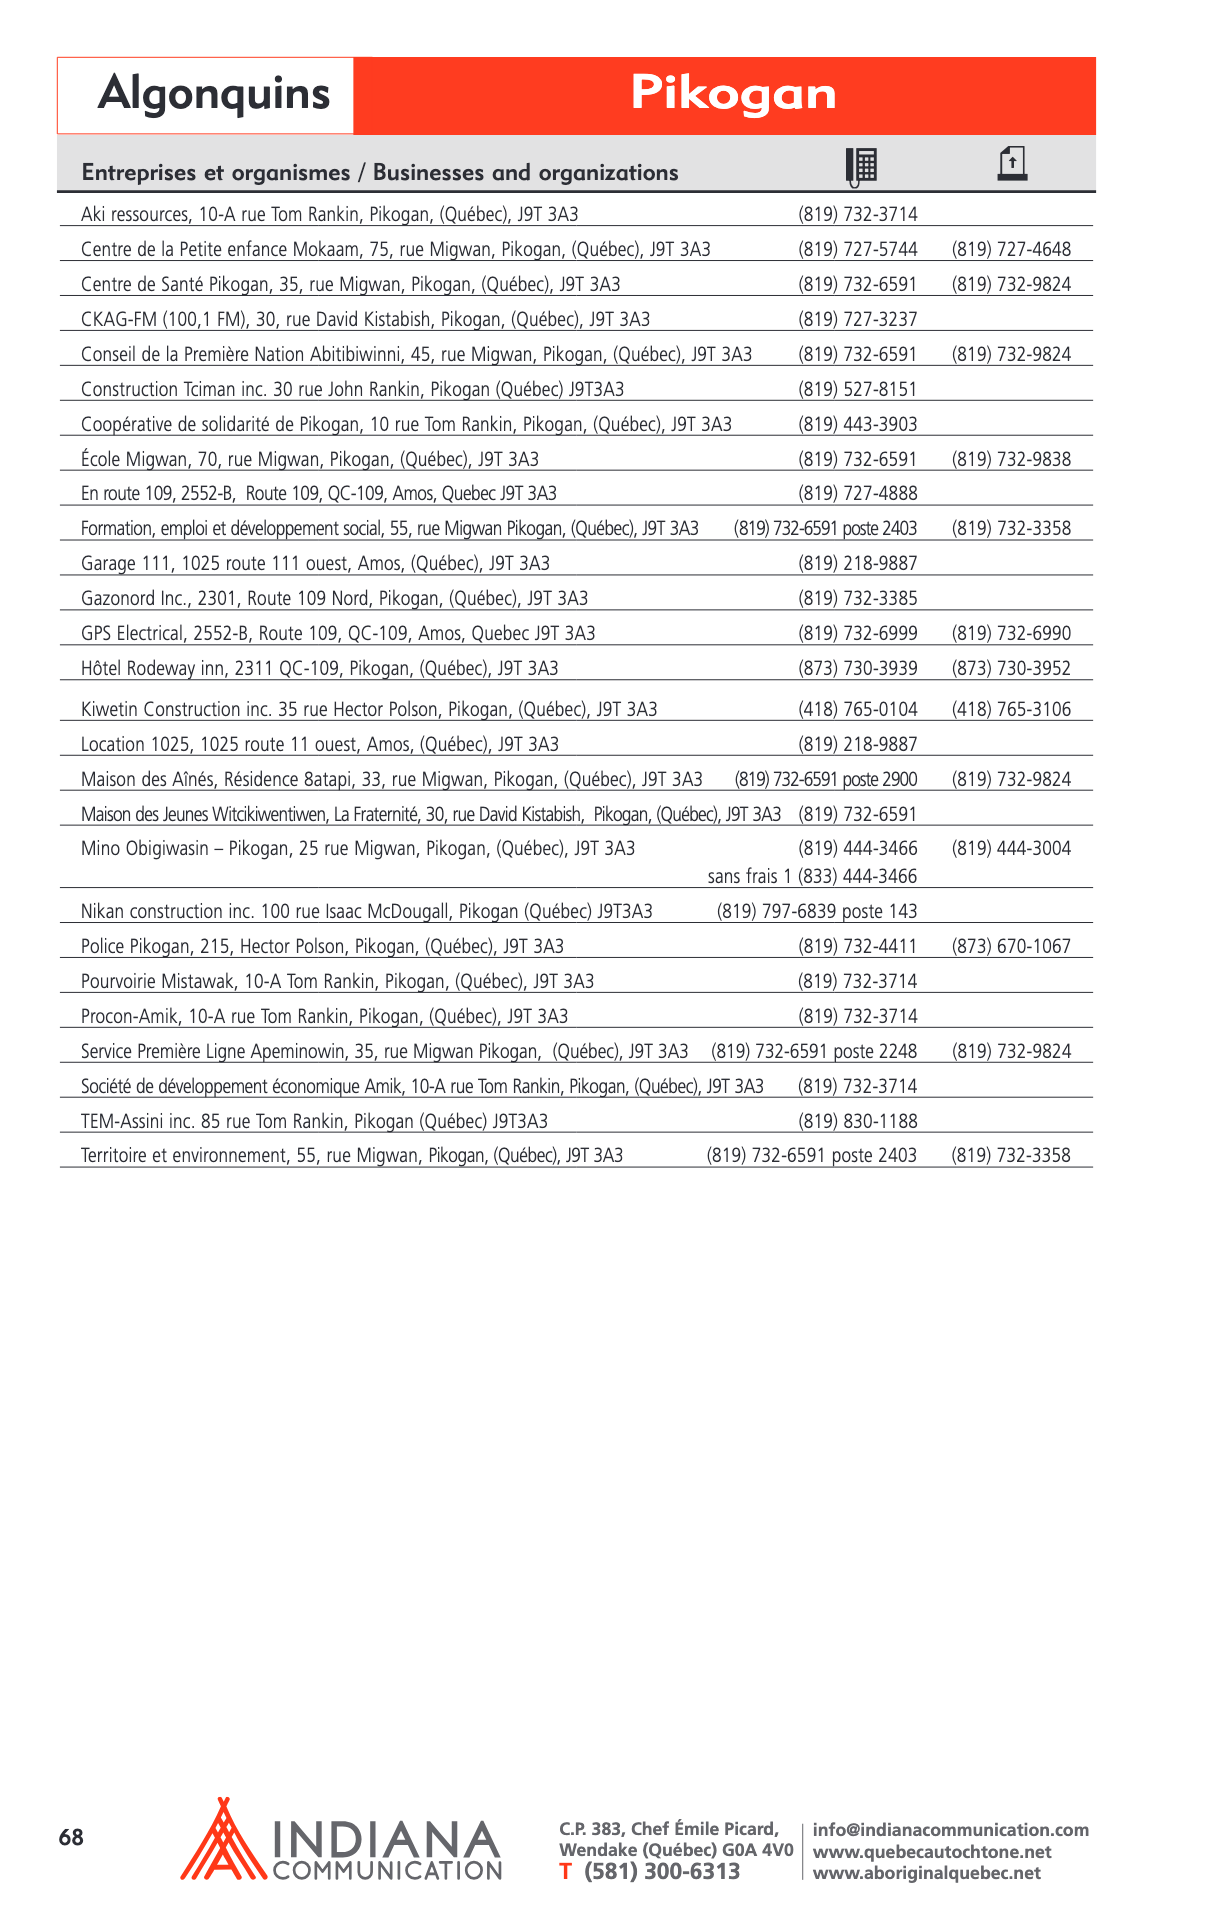 Algonquins Pikogan
Entreprises et organismes / Businesses and organizations
Aki ressources, 10-A rue Tom Rankin, Pikogan, (Québec), J9T 3A3 (819) 732-3714
Centre de la Petite enfance Mokaam, 75, rue Migwan, Pikogan, (Québec), J9T 3A3 (819) 727-5744 (819) 727-4648
Centre de Santé Pikogan, 35, rue Migwan, Pikogan, (Québec), J9T 3A3 (819) 732-6591 (819) 732-9824
CKAG-FM (100,1 FM), 30, rue David Kistabish, Pikogan, (Québec), J9T 3A3 (819) 727-3237
Conseil de la Première Nation Abitibiwinni, 45, rue Migwan, Pikogan, (Québec), J9T 3A3 (819) 732-6591 (819) 732-9824
Construction Tciman inc. 30 rue John Rankin, Pikogan (Québec) J9T3A3 (819) 527-8151
Coopérative de solidarité de Pikogan, 10 rue Tom Rankin, Pikogan, (Québec), J9T 3A3 (819) 443-3903
École Migwan, 70, rue Migwan, Pikogan, (Québec), J9T 3A3 (819) 732-6591 (819) 732-9838
En route 109, 2552-B, Route 109, QC-109, Amos, Quebec J9T 3A3 (819) 727-4888
Formation, emploi et développement social, 55, rue Migwan Pikogan, (Québec), J9T 3A3 (819) 732-6591 poste 2403 (819) 732-3358
Garage 111, 1025 route 111 ouest, Amos, (Québec), J9T 3A3 (819) 218-9887
Gazonord Inc., 2301, Route 109 Nord, Pikogan, (Québec), J9T 3A3 (819) 732-3385
GPS Electrical, 2552-B, Route 109, QC-109, Amos, Quebec J9T 3A3 (819) 732-6999 (819) 732-6990
Hôtel Rodeway inn, 2311 QC-109, Pikogan, (Québec), J9T 3A3 (873) 730-3939 (873) 730-3952
Kiwetin Construction inc. 35 rue Hector Polson, Pikogan, (Québec), J9T 3A3 (418) 765-0104 (418) 765-3106
Location 1025, 1025 route 11 ouest, Amos, (Québec), J9T 3A3 (819) 218-9887
Maison des Aînés, Résidence 8atapi, 33, rue Migwan, Pikogan, (Québec), J9T 3A3 (819) 732-6591 poste 2900 (819) 732-9824
Maison des Jeunes Witcikiwentiwen, La Fraternité, 30, rue David Kistabish, Pikogan, (Québec), J9T 3A3 (819) 732-6591
Mino Obigiwasin – Pikogan, 25 rue Migwan, Pikogan, (Québec), J9T 3A3 (819) 444-3466 (819) 444-3004
sans frais 1 (833) 444-3466
Nikan construction inc. 100 rue Isaac McDougall, Pikogan (Québec) J9T3A3 (819) 797-6839 poste 143
Police Pikogan, 215, Hector Polson, Pikogan, (Québec), J9T 3A3 (819) 732-4411 (873) 670-1067
Pourvoirie Mistawak, 10-A Tom Rankin, Pikogan, (Québec), J9T 3A3 (819) 732-3714
Procon-Amik, 10-A rue Tom Rankin, Pikogan, (Québec), J9T 3A3 (819) 732-3714
Service Première Ligne Apeminowin, 35, rue Migwan Pikogan, (Québec), J9T 3A3 (819) 732-6591 poste 2248 (819) 732-9824
Société de développement économique Amik, 10-A rue Tom Rankin, Pikogan, (Québec), J9T 3A3 (819) 732-3714
TEM-Assini inc. 85 rue Tom Rankin, Pikogan (Québec) J9T3A3 (819) 830-1188
Territoire et environnement, 55, rue Migwan, Pikogan, (Québec), J9T 3A3 (819) 732-6591 poste 2403 (819) 732-3358
68
INDIANA
COMMUNICATION
C.P. 383, Chef Émile Picard,
Wendake (Québec) G0A 4V0
T (581) 300-6313
info@indianacommunication.com
www.quebecautochtone.net
www.aboriginalquebec.net